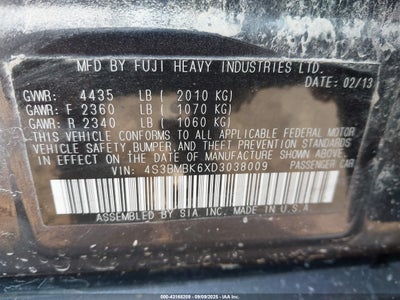 MFD BY FUJI HEAVY INDUSTRIES LTD.
DATE: 02/13
GVWR: 4435 LB ( 2010 KG)
GAWR: F 2360 LB ( 1070 KG)
GAWR: R 2340 LB ( 1060 KG)
THIS VEHICLE CONFORMS TO ALL APPLICABLE FEDERAL MOTOR
VEHICLE SAFETY, BUMPER, AND THEFT PREVENTION STANDARDS
IN EFFECT ON THE DATE OF MANUFACTURE SHOWN ABOVE.
VIN: 4S3BMBK6XD3038009 PASSENGER CAR
ASSEMBLED BY SIA INC. MADE IN U.S.A
000-43168209 - 09/09/2025 - IAAI.COM